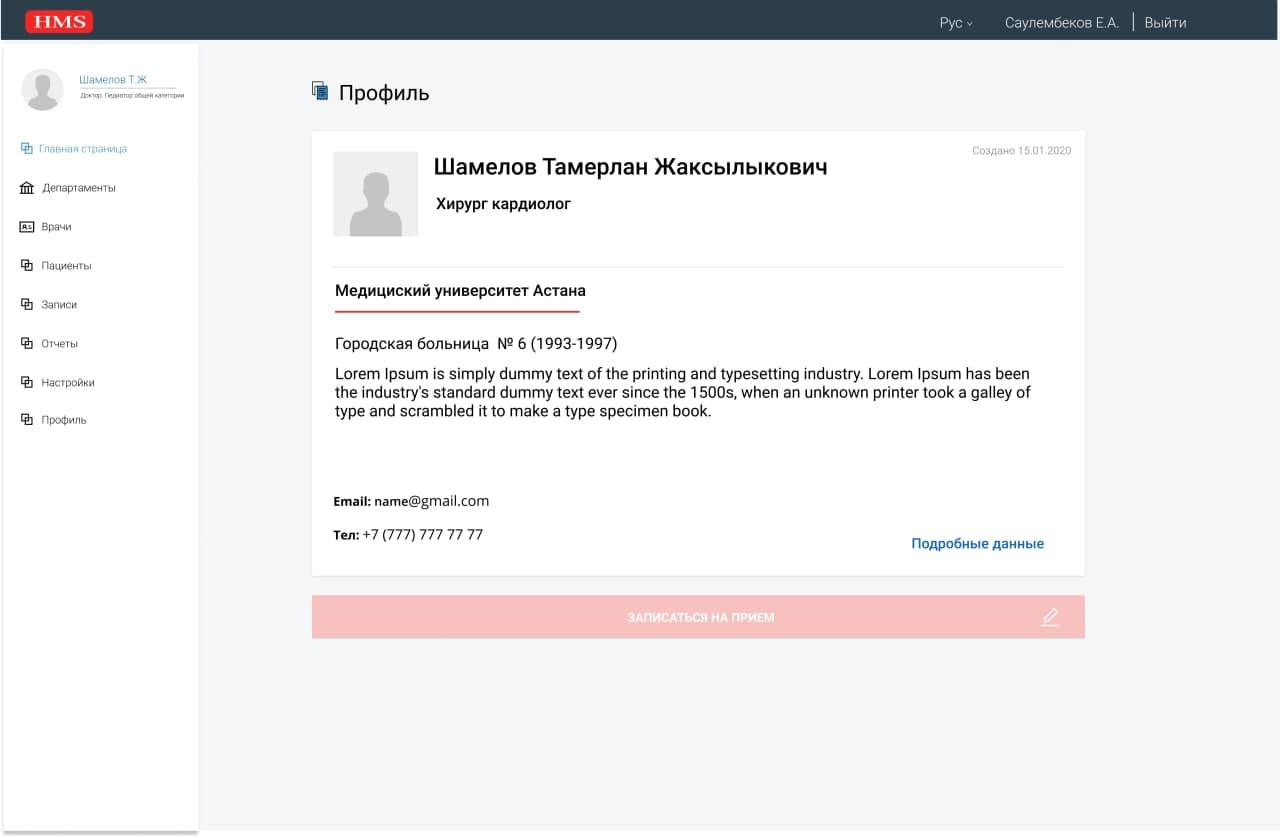 HMS
Рус
Саулембеков Е.А.
Выйти
Шамелов Т.Ж
Доктор, Педиатор общей категории
Главная страница
Департаменты
Врачи
Пациенты
Записи
Отчеты
Настройки
Профиль
Профиль
Создано 15.01.2020
Шамелов Тамерлан Жаксылыкович
Хирург кардиолог
Медициский университет Астана
Городская больница № 6 (1993-1997)
Lorem Ipsum is simply dummy text of the printing and typesetting industry. Lorem Ipsum has been
the industry's standard dummy text ever since the 1500s, when an unknown printer took a galley of
type and scrambled it to make a type specimen book.
Email: name@gmail.com
Тел: +7 (777) 777 77 77
Подробные данные
ЗАПИСАТЬСЯ НА ПРИЕМ